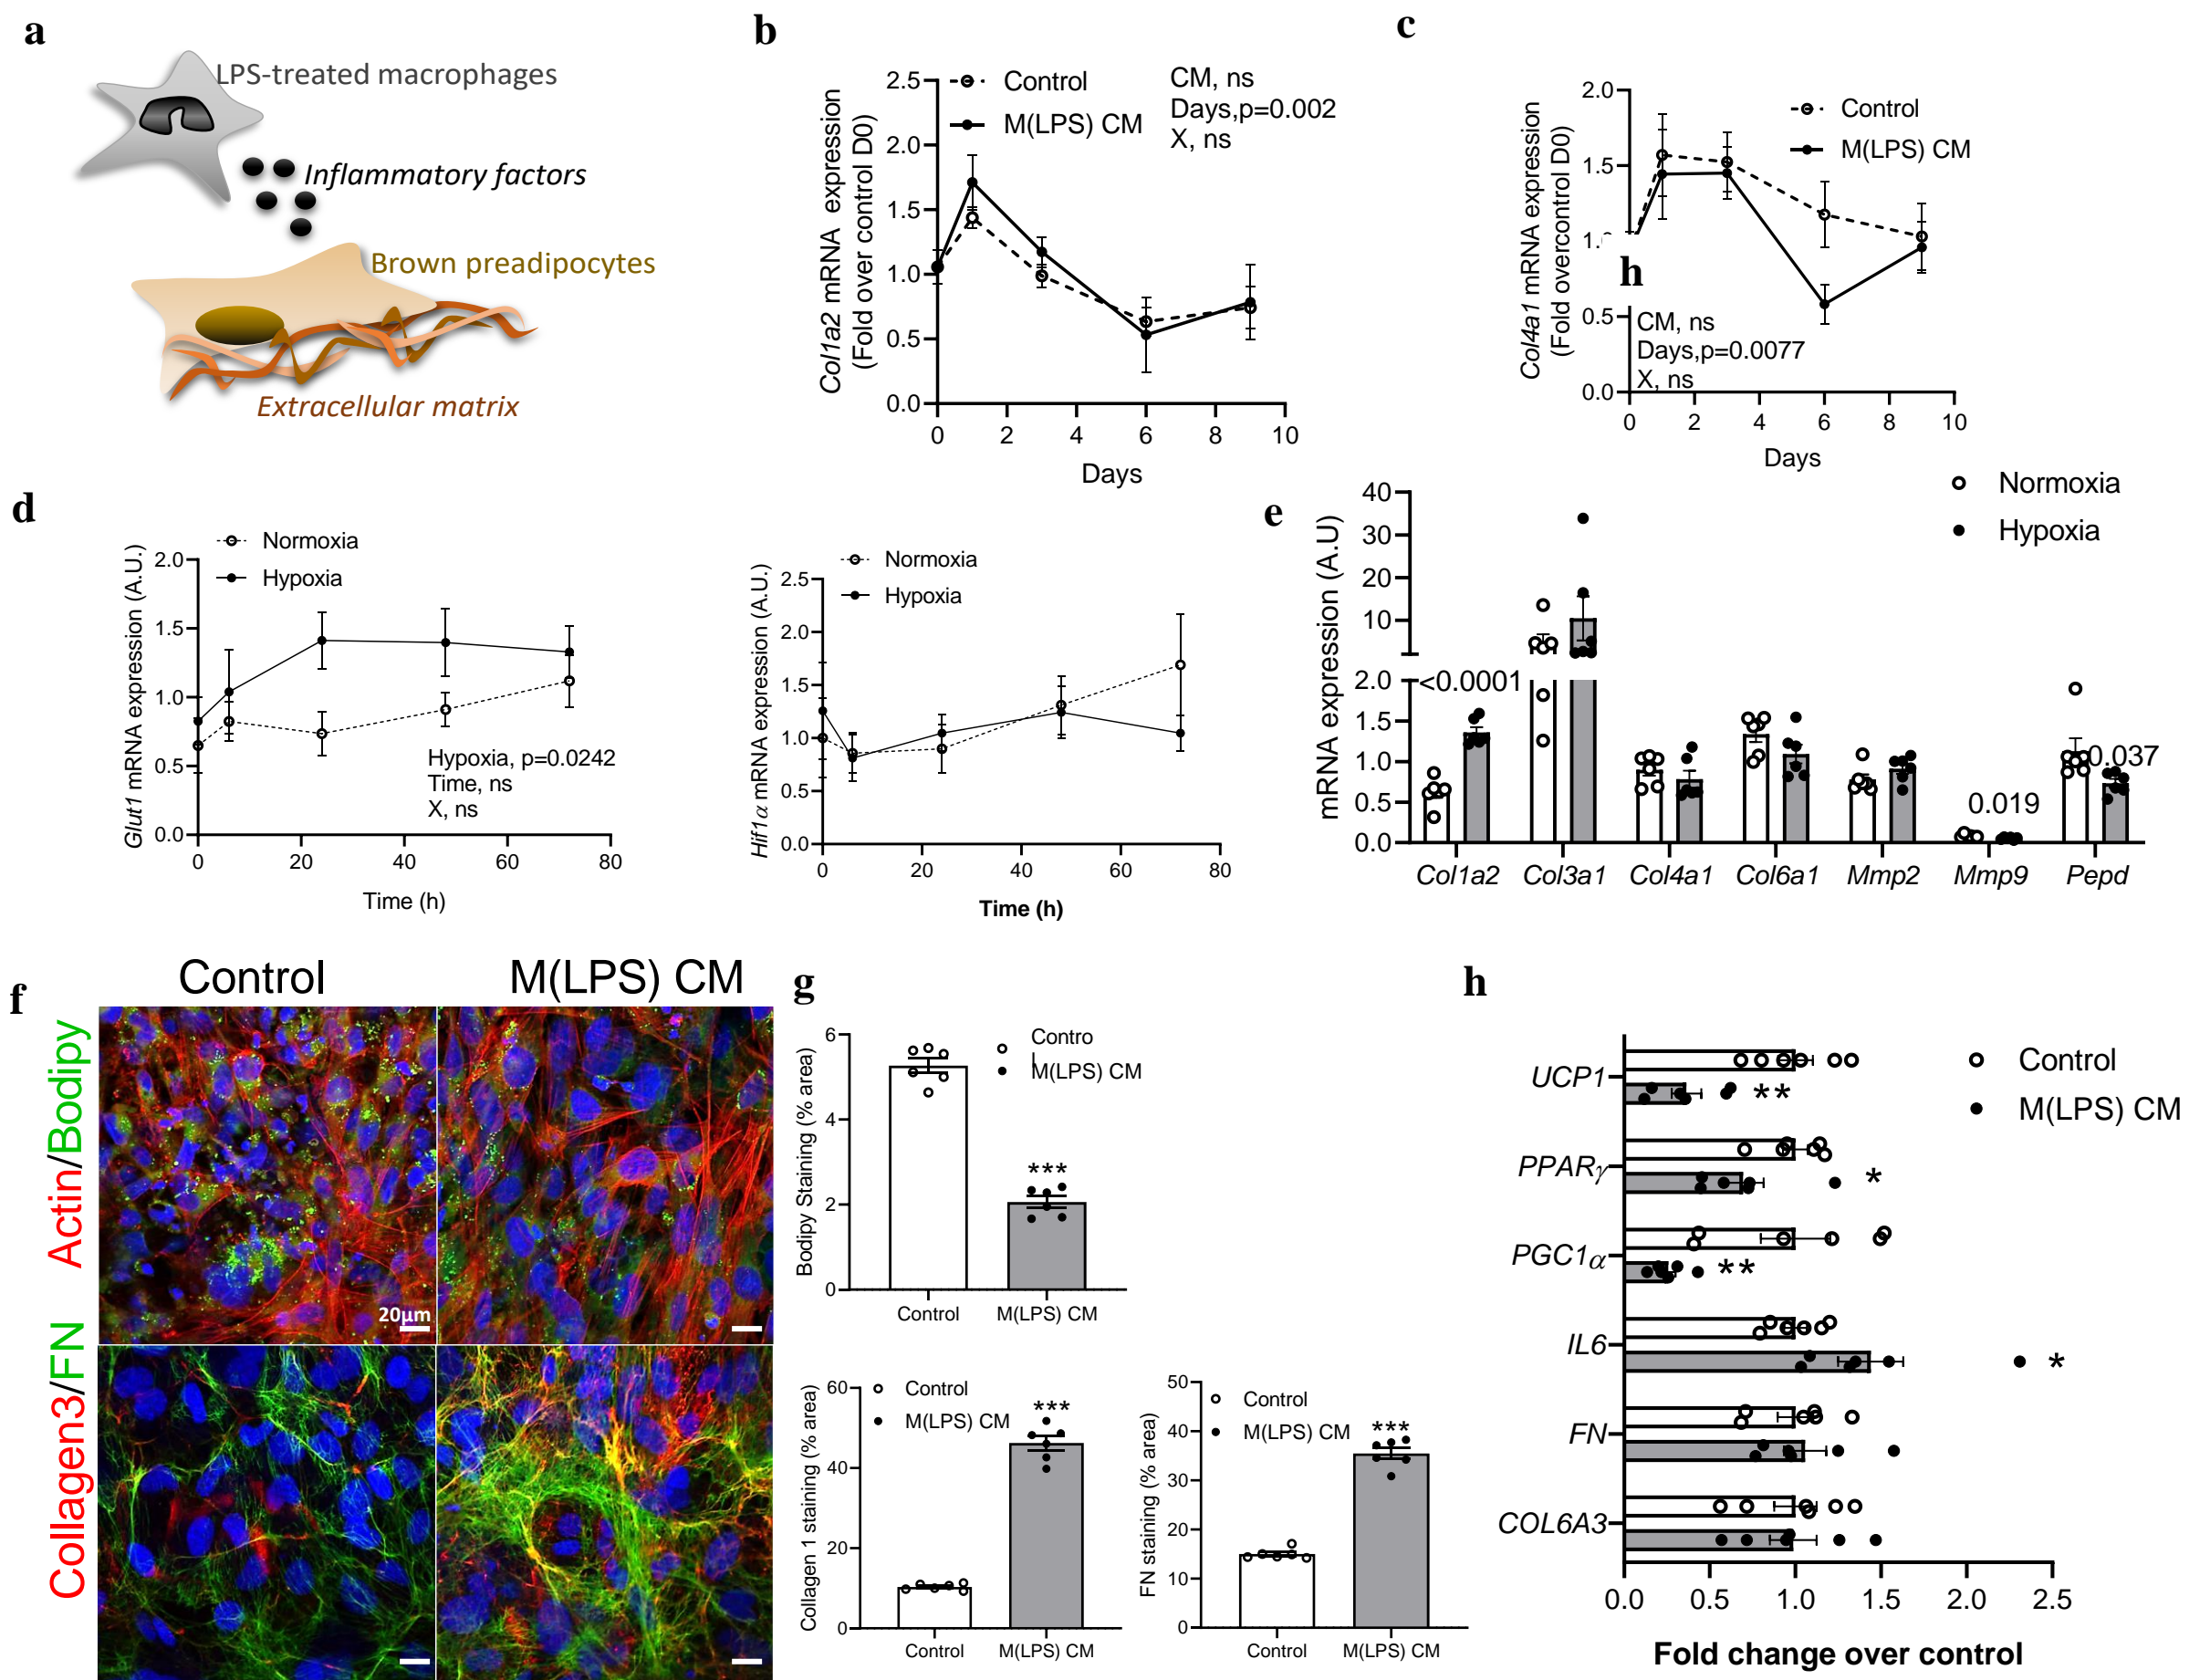 a
LPS-treated macrophages
Inflammatory factors
Brown preadipocytes
Extracellular matrix
b
Col1a2 mRNA expression
(Fold over control D0)
2.5
2.0
1.5
1.0
0.5
0.0
Control
M(LPS) CM
CM, ns
Days,p=0.002
X, ns
0 2 4 6 8 10
Days
c
Col4a1 mRNA expression
(Fold overcontrol D0)
2.0
1.5
0.5
0.0
Control
M(LPS) CM
h
CM, ns
Days,p=0.0077
X, ns
0 2 4 6 8 10
Days
d
Glut1 mRNA expression (A.U.)
2.0
1.5
1.0
0.5
0.0
Normoxia
Hypoxia
Hypoxia, p=0.0242
Time, ns
X, ns
0 20 40 60 80
Time (h)
Hif1α mRNA expression (A.U.)
2.5
2.0
1.5
1.0
0.5
0.0
Normoxia
Hypoxia
0 20 40 60 80
Time (h)
e
mRNA expression (A.U)
40
30
20
10
2.0
1.5
1.0
0.5
0.0
Normoxia
Hypoxia
<0.0001
0.019
0.037
Col1a2 Col3a1 Col4a1 Col6a1 Mmp2 Mmp9 Pepd
f
Control M(LPS) CM
Actin/Bodipy
20µm
Collagen3/FN
g
Bodipy Staining (% area)
6
4
2
0
Contro
l
M(LPS) CM
***
Control M(LPS) CM
Collagen 1 staining (% area)
60
40
20
0
Control
M(LPS) CM
***
Control M(LPS) CM
FN staining (% area)
50
40
30
20
10
0
Control
M(LPS) CM
***
Control M(LPS) CM
h
Control
M(LPS) CM
UCP1
**
PPARγ
*
PGC1α
**
IL6
*
FN
COL6A3
0.0 0.5 1.0 1.5 2.0 2.5
Fold change over control